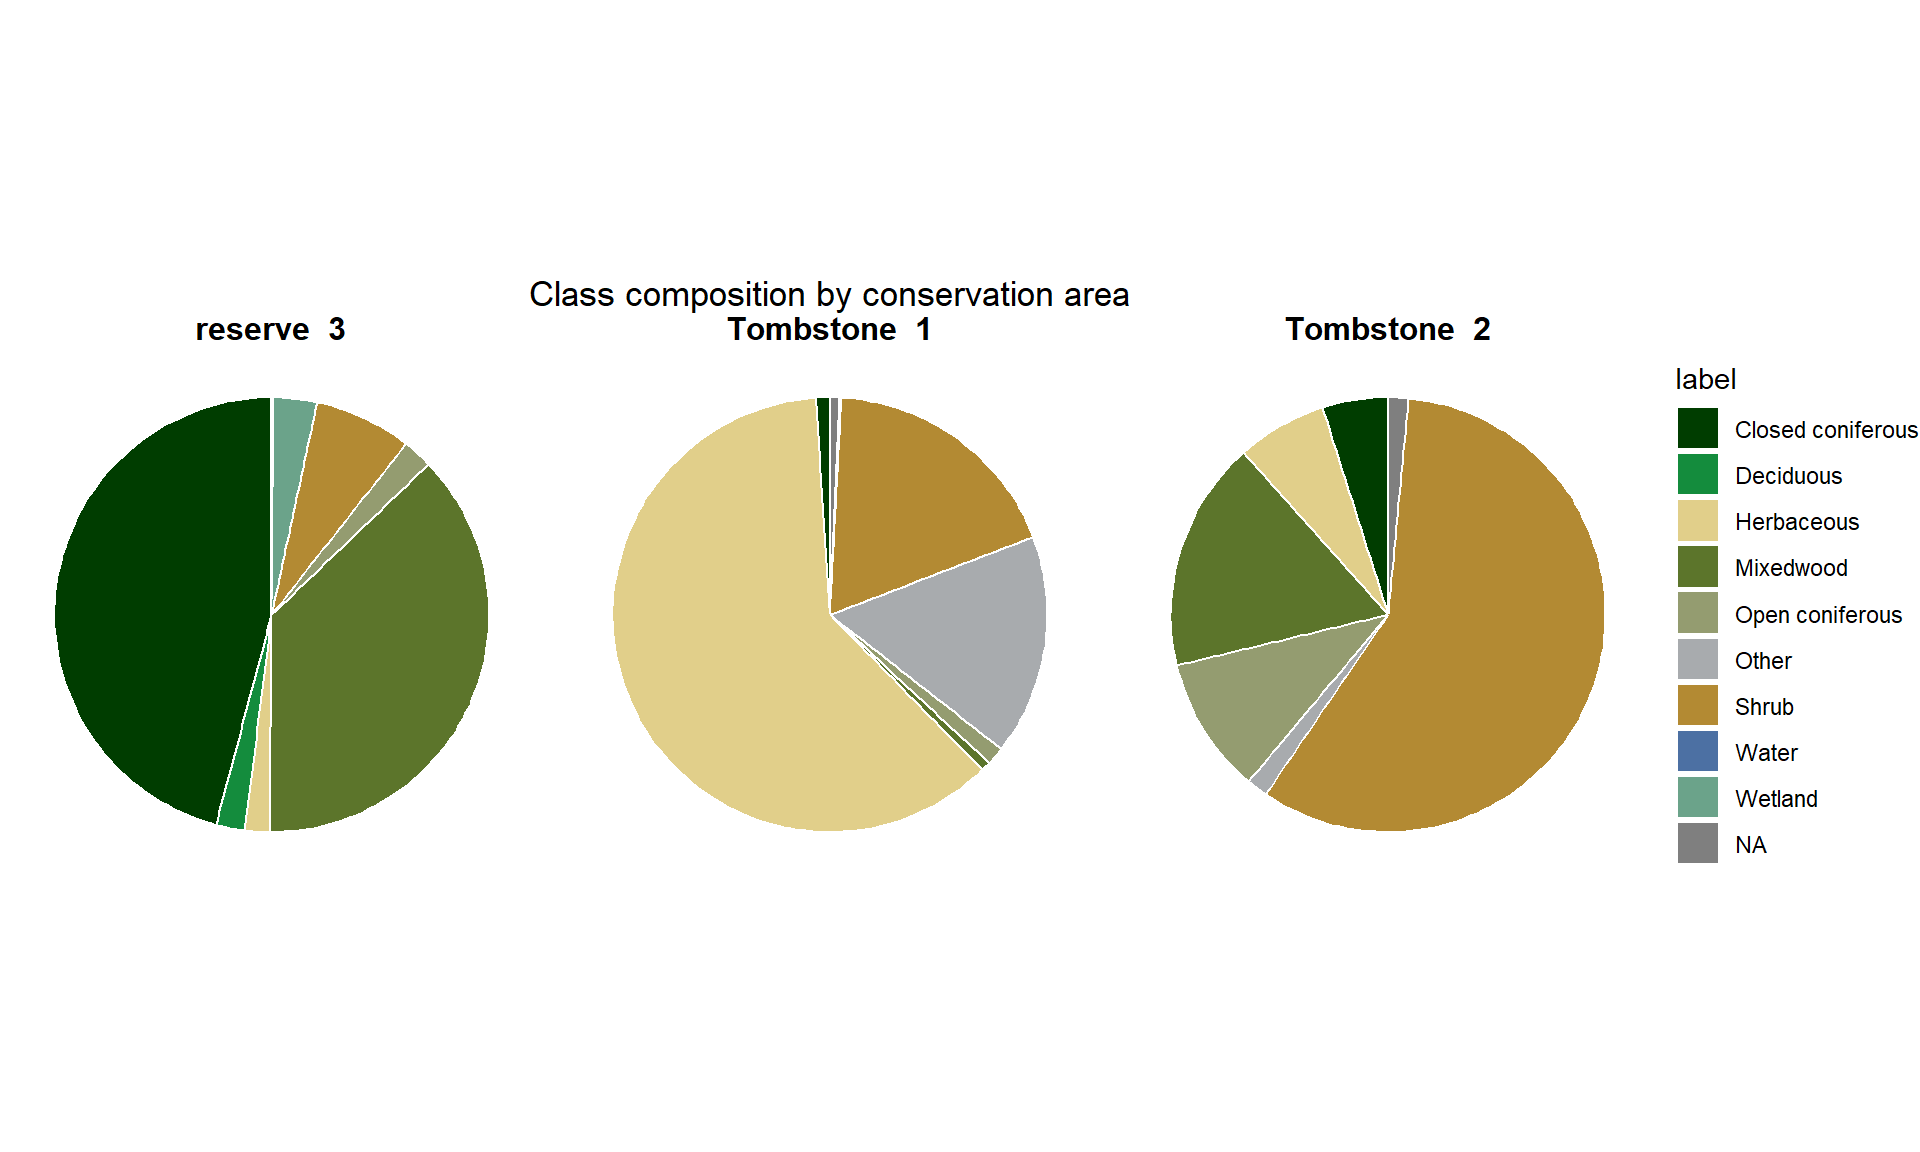 Class composition by conservation area
reserve  3
Tombstone  1
Tombstone  2
label
Closed coniferous
Deciduous
Herbaceous
Mixedwood
Open coniferous
Other
Shrub
Water
Wetland
NA